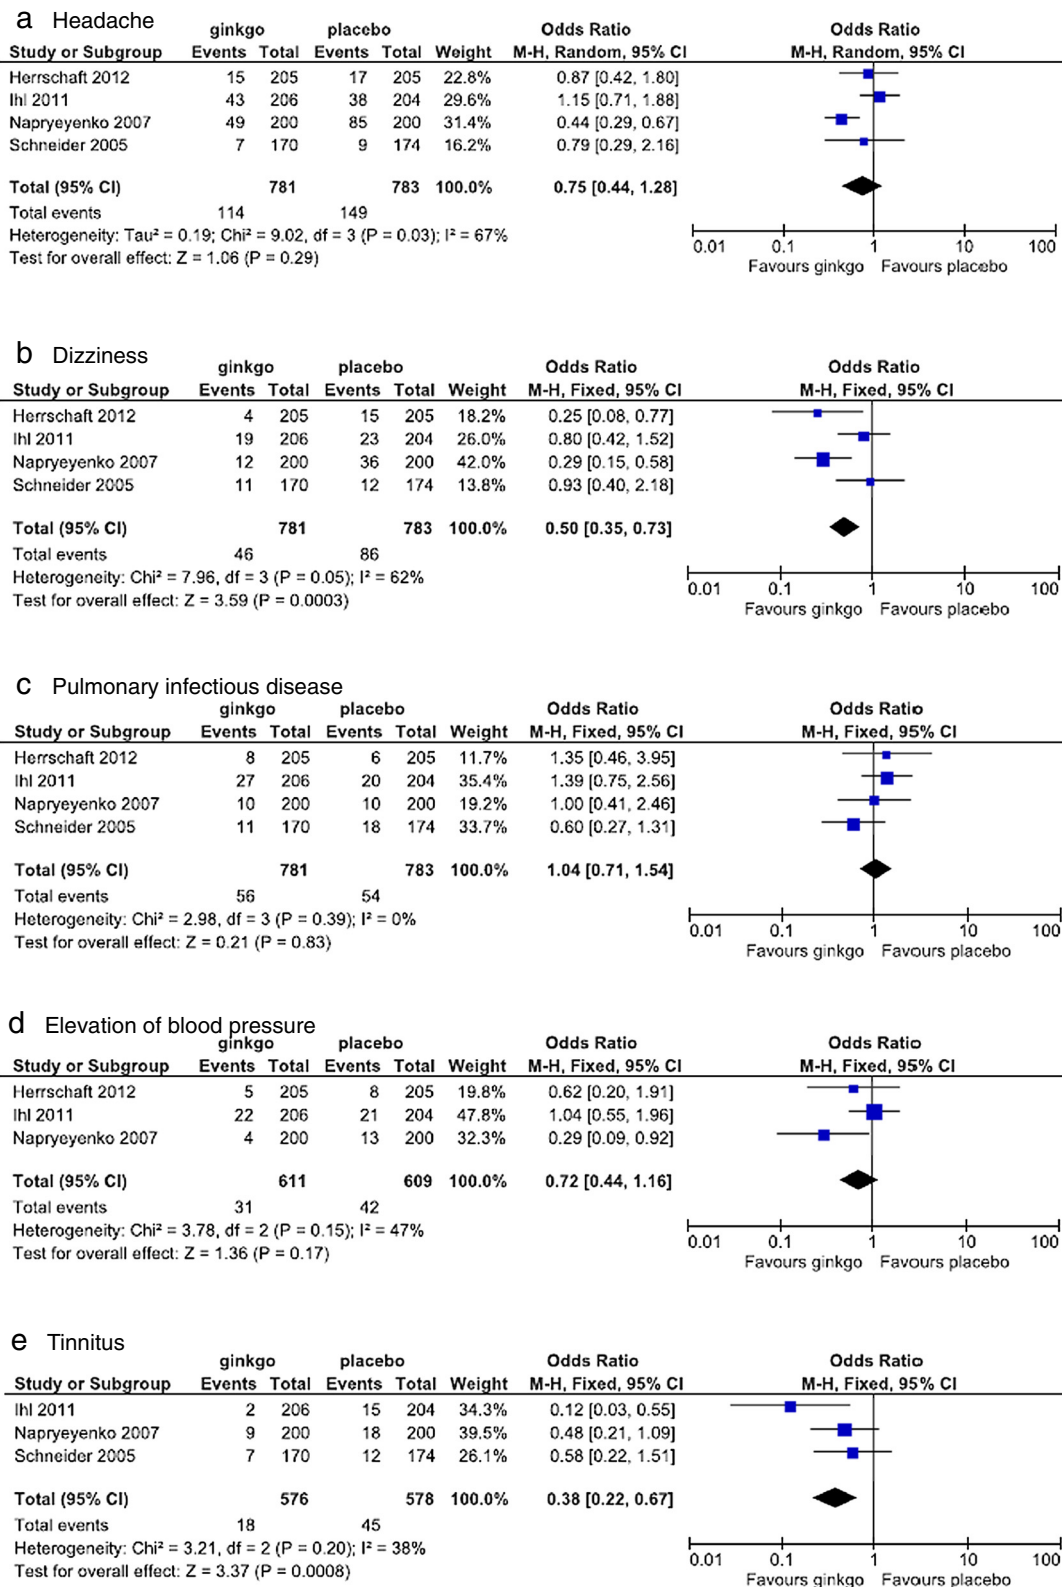 a Headache
ginkgo placebo Odds Ratio Odds Ratio
Study or Subgroup Events Total Events Total Weight M-H, Random, 95% CI M-H, Random, 95% CI
Herrschaft 2012 15 205 17 205 22.8% 0.87 [0.42, 1.80]
Ihl 2011 43 206 38 204 29.6% 1.15 [0.71, 1.88]
Napryeyenko 2007 49 200 85 200 31.4% 0.44 [0.29, 0.67]
Schneider 2005 7 170 9 174 16.2% 0.79 [0.29, 2.16]
Total (95% CI) 781 783 100.0% 0.75 [0.44, 1.28]
Total events 114 149
Heterogeneity: Tau² = 0.19; Chi² = 9.02, df = 3 (P = 0.03); I² = 67%
Test for overall effect: Z = 1.06 (P = 0.29)
0.01 0.1 1 10 100
Favours ginkgo Favours placebo
b Dizziness
ginkgo placebo Odds Ratio Odds Ratio
Study or Subgroup Events Total Events Total Weight M-H, Fixed, 95% CI M-H, Fixed, 95% CI
Herrschaft 2012 4 205 15 205 18.2% 0.25 [0.08, 0.77]
Ihl 2011 19 206 23 204 26.0% 0.80 [0.42, 1.52]
Napryeyenko 2007 12 200 36 200 42.0% 0.29 [0.15, 0.58]
Schneider 2005 11 170 12 174 13.8% 0.93 [0.40, 2.18]
Total (95% CI) 781 783 100.0% 0.50 [0.35, 0.73]
Total events 46 86
Heterogeneity: Chi² = 7.96, df = 3 (P = 0.05); I² = 62%
Test for overall effect: Z = 3.59 (P = 0.0003)
0.01 0.1 1 10 100
Favours ginkgo Favours placebo
c Pulmonary infectious disease
ginkgo placebo Odds Ratio Odds Ratio
Study or Subgroup Events Total Events Total Weight M-H, Fixed, 95% CI M-H, Fixed, 95% CI
Herrschaft 2012 8 205 6 205 11.7% 1.35 [0.46, 3.95]
Ihl 2011 27 206 20 204 35.4% 1.39 [0.75, 2.56]
Napryeyenko 2007 10 200 10 200 19.2% 1.00 [0.41, 2.46]
Schneider 2005 11 170 18 174 33.7% 0.60 [0.27, 1.31]
Total (95% CI) 781 783 100.0% 1.04 [0.71, 1.54]
Total events 56 54
Heterogeneity: Chi² = 2.98, df = 3 (P = 0.39); I² = 0%
Test for overall effect: Z = 0.21 (P = 0.83)
0.01 0.1 1 10 100
Favours ginkgo Favours placebo
d Elevation of blood pressure
ginkgo placebo Odds Ratio Odds Ratio
Study or Subgroup Events Total Events Total Weight M-H, Fixed, 95% CI M-H, Fixed, 95% CI
Herrschaft 2012 5 205 8 205 19.8% 0.62 [0.20, 1.91]
Ihl 2011 22 206 21 204 47.8% 1.04 [0.55, 1.96]
Napryeyenko 2007 4 200 13 200 32.3% 0.29 [0.09, 0.92]
Total (95% CI) 611 609 100.0% 0.72 [0.44, 1.16]
Total events 31 42
Heterogeneity: Chi² = 3.78, df = 2 (P = 0.15); I² = 47%
Test for overall effect: Z = 1.36 (P = 0.17)
0.01 0.1 1 10 100
Favours ginkgo Favours placebo
e Tinnitus
ginkgo placebo Odds Ratio Odds Ratio
Study or Subgroup Events Total Events Total Weight M-H, Fixed, 95% CI M-H, Fixed, 95% CI
Ihl 2011 2 206 15 204 34.3% 0.12 [0.03, 0.55]
Napryeyenko 2007 9 200 18 200 39.5% 0.48 [0.21, 1.09]
Schneider 2005 7 170 12 174 26.1% 0.58 [0.22, 1.51]
Total (95% CI) 576 578 100.0% 0.38 [0.22, 0.67]
Total events 18 45
Heterogeneity: Chi² = 3.21, df = 2 (P = 0.20); I² = 38%
Test for overall effect: Z = 3.37 (P = 0.0008)
0.01 0.1 1 10 100
Favours ginkgo Favours placebo